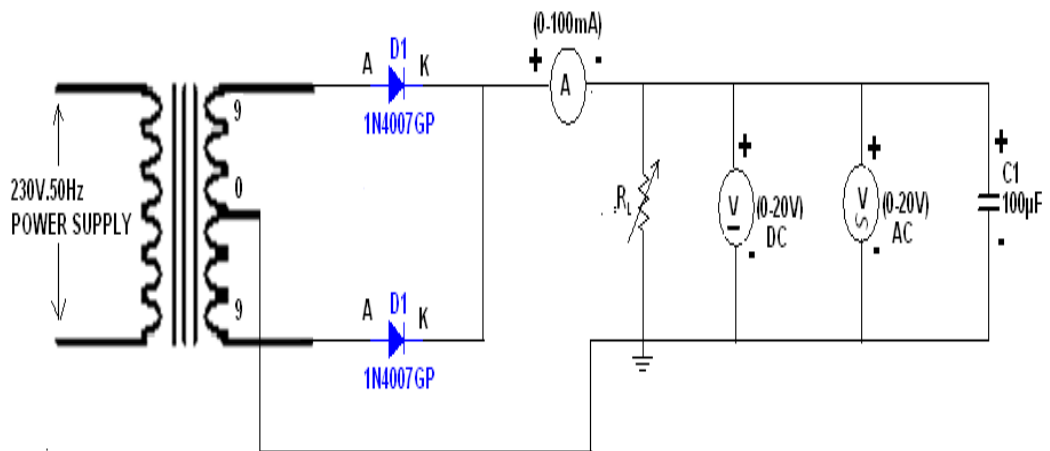 (0-100mA)
+ -
A
D1
A K
1N4007GP
9
0
9
230V.50Hz
POWER SUPPLY
RL
+
V
(0-20V)
DC
-
+
V
S
(0-20V)
AC
-
+
C1
100µF
-
D1
A K
1N4007GP